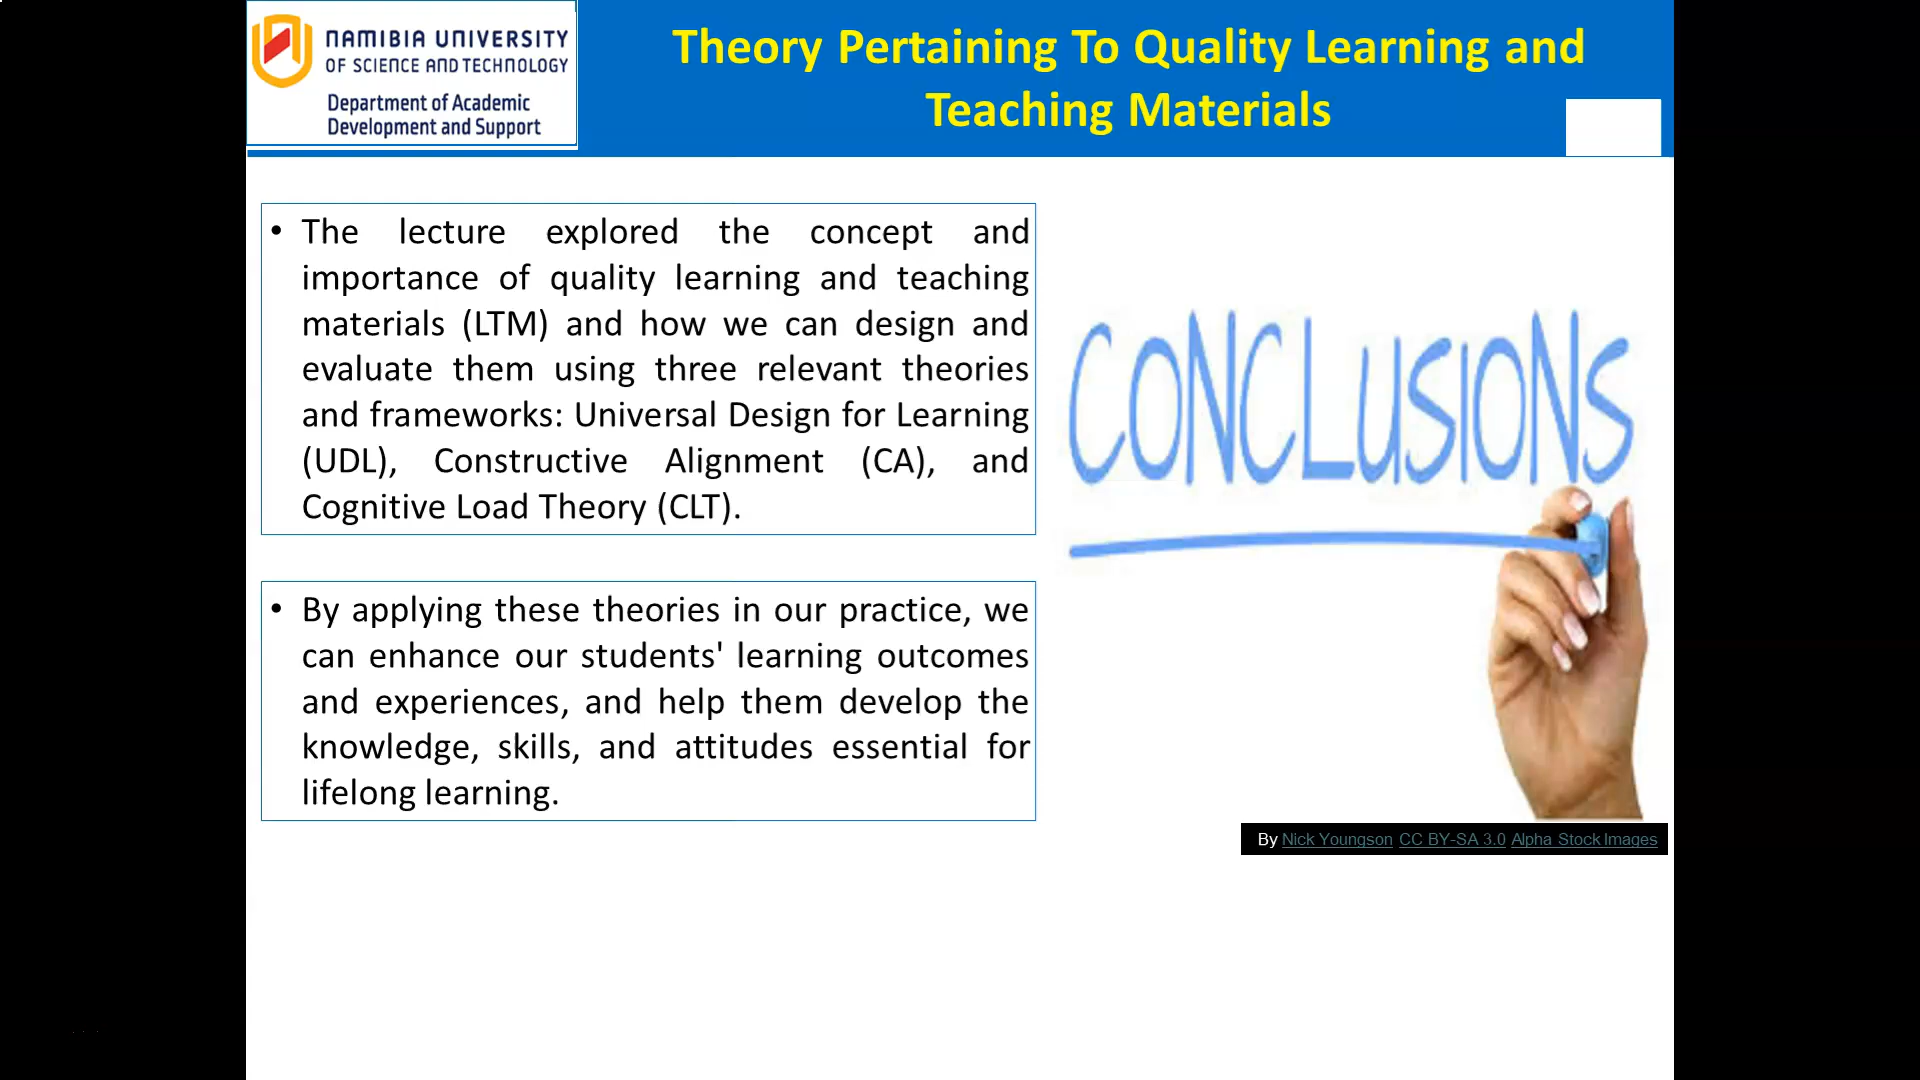 NAMIBIA UNIVERSITY
OF SCIENCE AND TECHNOLOGY
Department of Academic
Development and Support
Theory Pertaining To Quality Learning and
Teaching Materials
• The lecture explored the concept and
importance of quality learning and teaching
materials (LTM) and how we can design and
evaluate them using three relevant theories
and frameworks: Universal Design for Learning
(UDL), Constructive Alignment (CA), and
Cognitive Load Theory (CLT).
• By applying these theories in our practice, we
can enhance our students' learning outcomes
and experiences, and help them develop the
knowledge, skills, and attitudes essential for
lifelong learning.
CONCLUSIONS
By Nick Youngson CC BY-SA 3.0 Alpha Stock Images